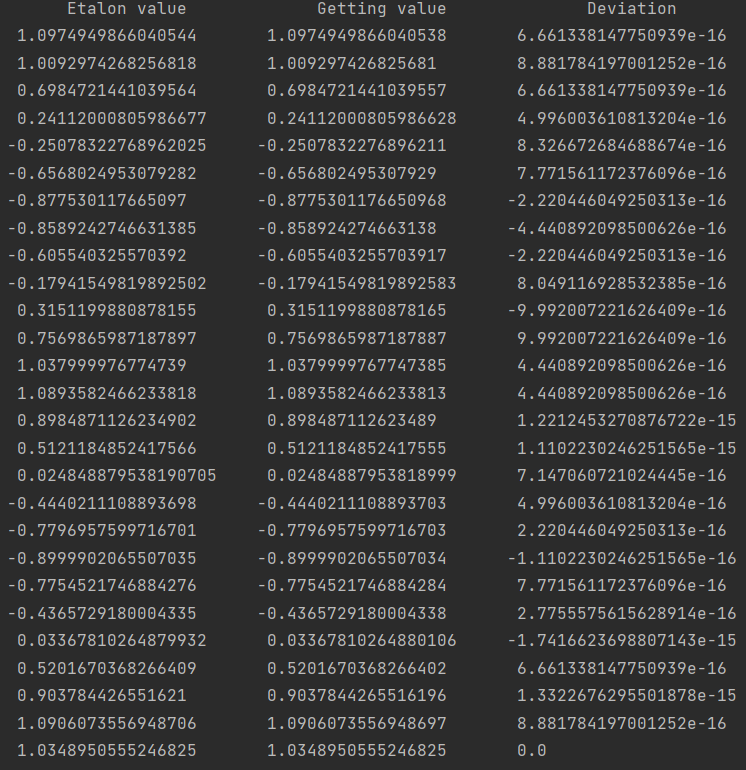 Etalon value Getting value Deviation
1.0974949866040544 1.0974949866040538 6.661338147750939e-16
1.0092974268256818 1.009297426825681 8.881784197001252e-16
0.6984721441039564 0.6984721441039557 6.661338147750939e-16
0.24112000805986677 0.24112000805986628 4.996003610813204e-16
-0.25078322768962025 -0.2507832276896211 8.326672684688674e-16
-0.6568024953079282 -0.656802495307929 7.771561172376096e-16
-0.877530117665097 -0.8775301176650968 -2.220446049250313e-16
-0.8589242746631385 -0.858924274663138 -4.440892098500626e-16
-0.605540325570392 -0.6055403255703917 -2.220446049250313e-16
-0.17941549819892502 -0.17941549819892583 8.049116928532385e-16
0.3151199880878155 0.3151199880878165 -9.992007221626409e-16
0.7569865987187897 0.7569865987187887 9.992007221626409e-16
1.037999976774739 1.0379999767747385 4.440892098500626e-16
1.0893582466233818 1.0893582466233813 4.440892098500626e-16
0.8984871126234902 0.898487112623489 1.2212453270876722e-15
0.5121184852417566 0.5121184852417555 1.1102230246251565e-15
0.024848879538190705 0.02484887953818999 7.147060721024445e-16
-0.4440211108893698 -0.4440211108893703 4.996003610813204e-16
-0.7796957599716701 -0.7796957599716703 2.220446049250313e-16
-0.8999902065507035 -0.8999902065507034 -1.1102230246251565e-16
-0.7754521746884276 -0.7754521746884284 7.771561172376096e-16
-0.4365729180004335 -0.4365729180004338 2.7755575615628914e-16
0.03367810264879932 0.03367810264880106 -1.7416623698807143e-15
0.5201670368266409 0.5201670368266402 6.661338147750939e-16
0.903784426551621 0.9037844265516196 1.3322676295501878e-15
1.0906073556948706 1.0906073556948697 8.881784197001252e-16
1.0348950555246825 1.0348950555246825 0.0